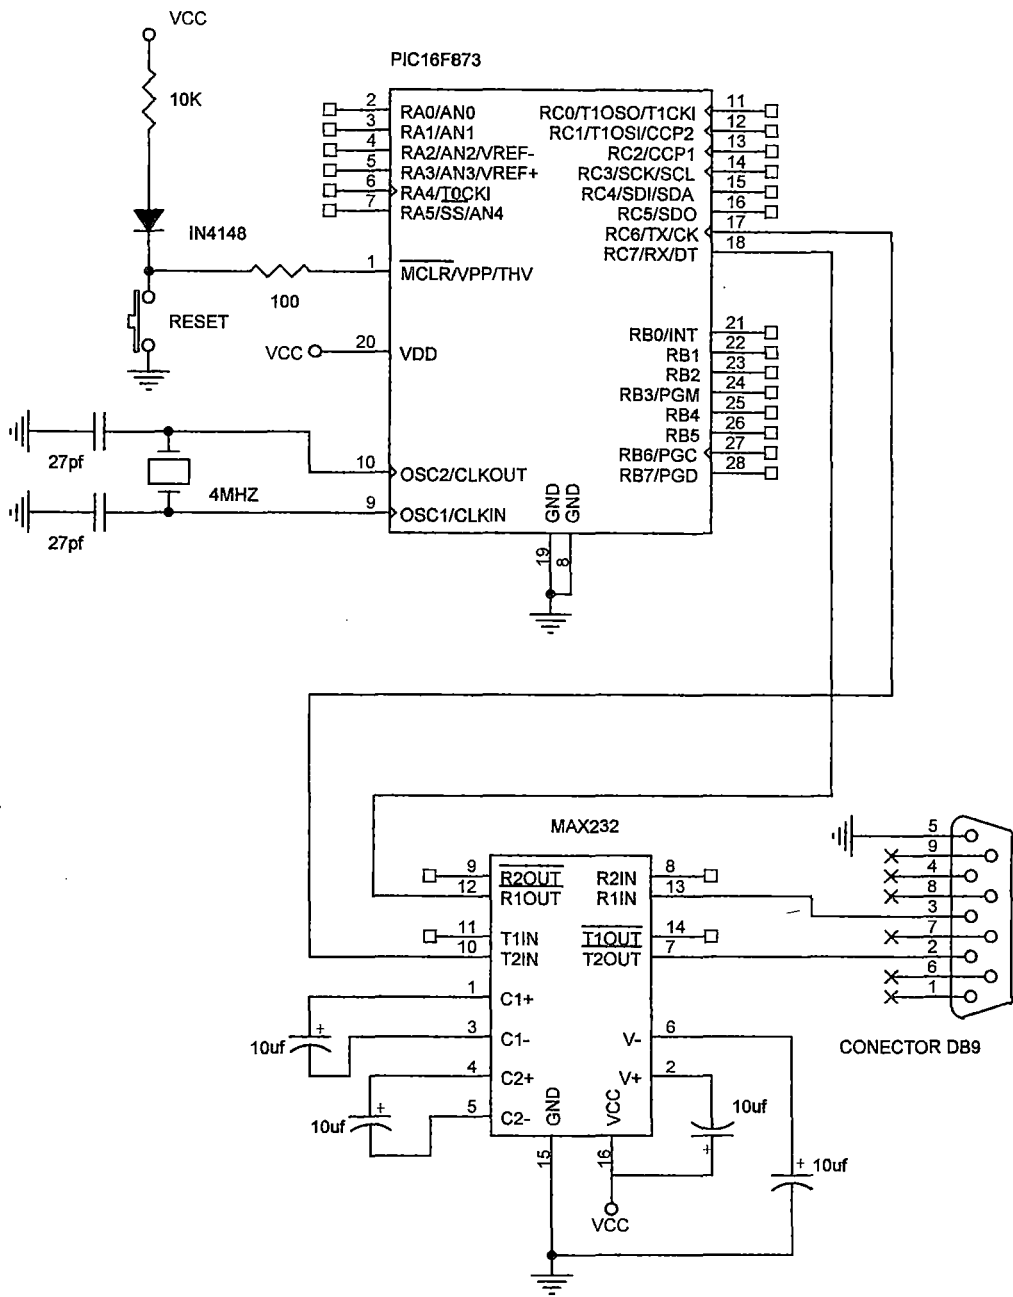 VCC
10K
IN4148
100
RESET
VCC
27pf
4MHZ
27pf
PIC16F873
2 RA0/AN0
3 RA1/AN1
4 RA2/AN2/VREF-
5 RA3/AN3/VREF+
6 RA4/T0CKI
7 RA5/SS/AN4
1 MCLR/VPP/THV
20 VDD
10 OSC2/CLKOUT
9 OSC1/CLKIN
RC0/T1OSO/T1CKI 11
RC1/T1OSI/CCP2 12
RC2/CCP1 13
RC3/SCK/SCL 14
RC4/SDI/SDA 15
RC5/SDO 16
RC6/TX/CK 17
RC7/RX/DT 18
RB0/INT 21
RB1 22
RB2 23
RB3/PGM 24
RB4 25
RB5 26
RB6/PGC 27
RB7/PGD 28
GND 19
GND 8
MAX232
9 R2OUT
12 R1OUT
11 T1IN
10 T2IN
1 C1+
3 C1-
4 C2+
5 C2-
R2IN 8
R1IN 13
T1OUT 14
T2OUT 7
V- 6
V+ 2
GND 15
VCC 16
VCC
+ 10uf
+ 10uf
10uf +
+ 10uf
5
9
4
8
3
7
2
6
1
CONECTOR DB9